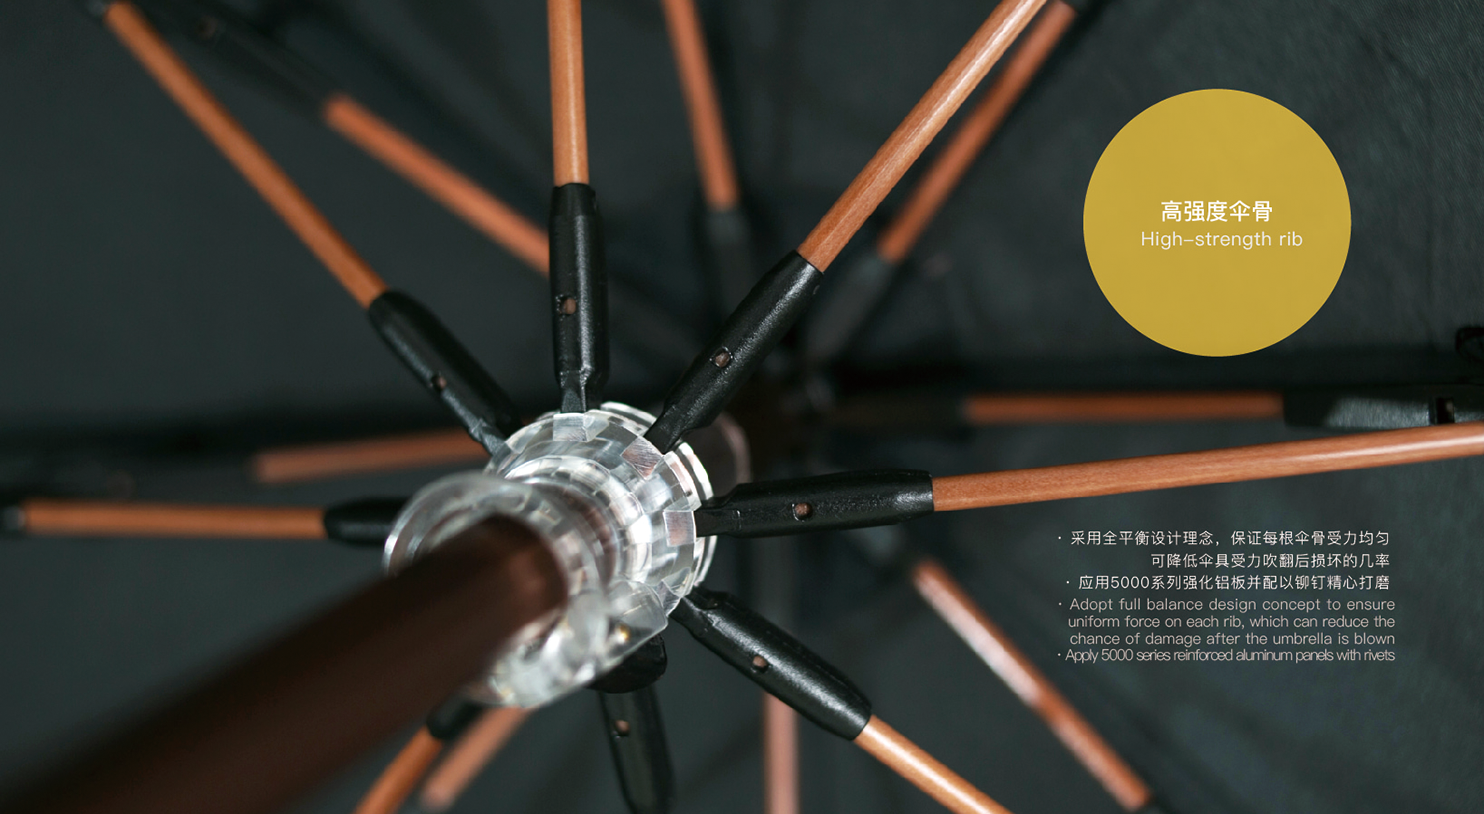 高强度伞骨
High-strength rib
· 采用全平衡设计理念，保证每根伞骨受力均匀
可降低伞具受力吹翻后损坏的几率
· 应用5000系列强化铝板并配以铆钉精心打磨
· Adopt full balance design concept to ensure
uniform force on each rib, which can reduce the
chance of damage after the umbrella is blown
· Apply 5000 series reinforced aluminum panels with rivets